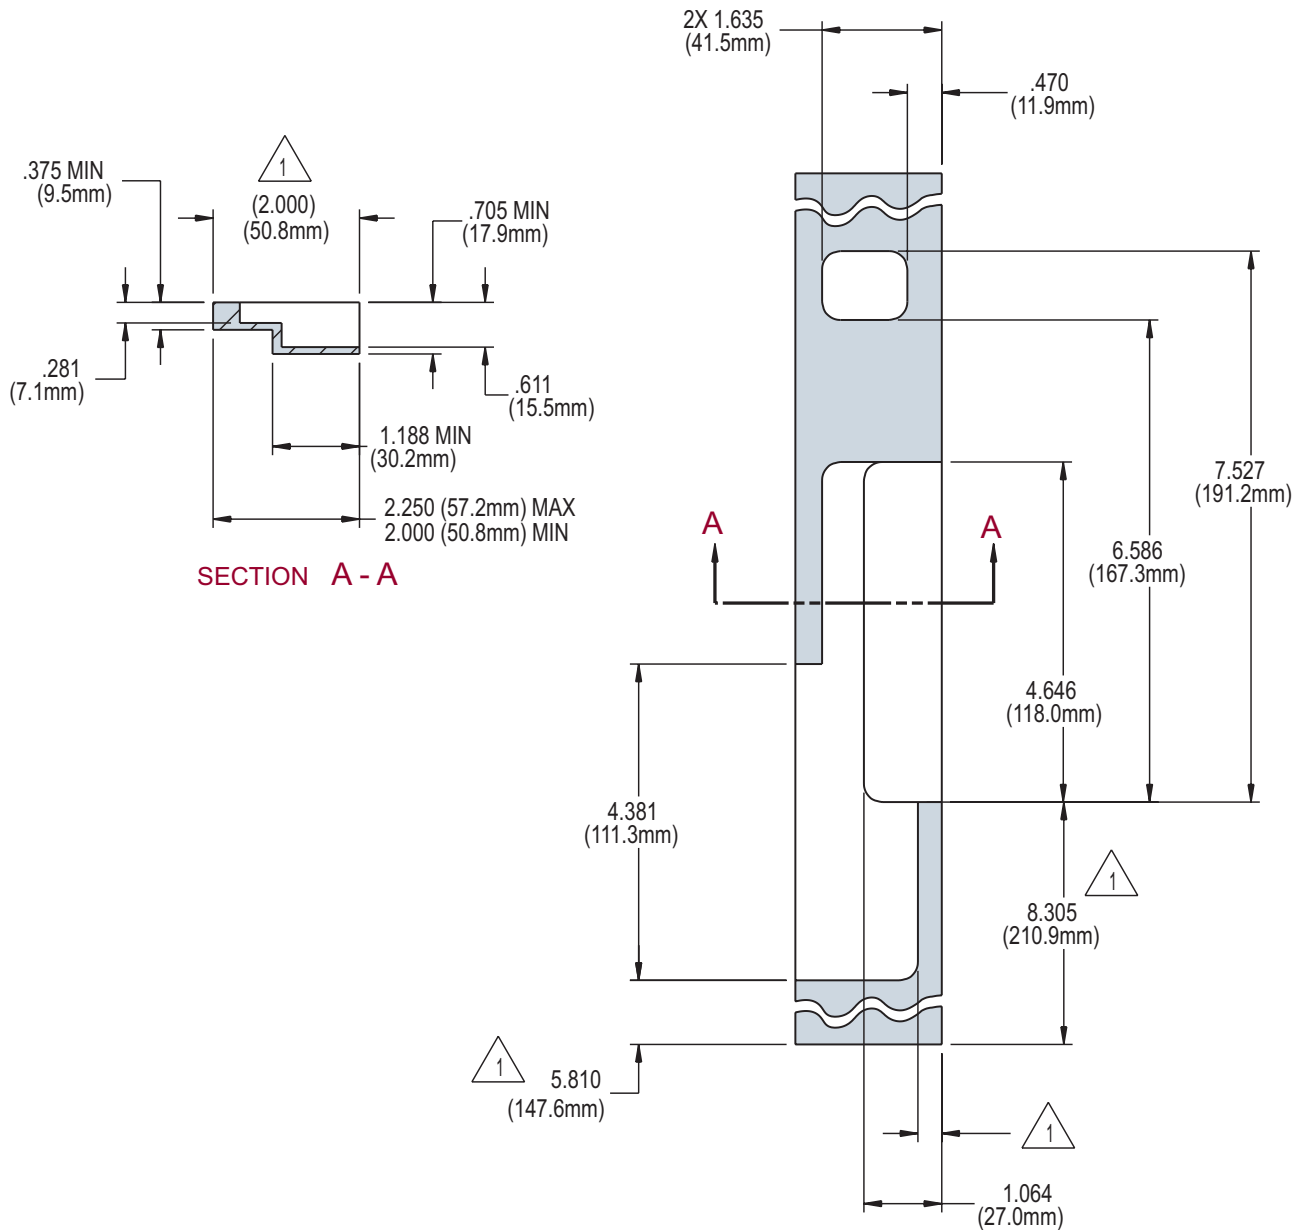 2X 1.635
(41.5mm)
.470
(11.9mm)
1
.375 MIN
(9.5mm)
(2.000)
(50.8mm)
.705 MIN
(17.9mm)
.281
(7.1mm)
.611
(15.5mm)
1.188 MIN
(30.2mm)
2.250 (57.2mm) MAX
2.000 (50.8mm) MIN
SECTION A - A
A
A
7.527
(191.2mm)
6.586
(167.3mm)
4.646
(118.0mm)
4.381
(111.3mm)
1
8.305
(210.9mm)
1
5.810
(147.6mm)
1
1.064
(27.0mm)